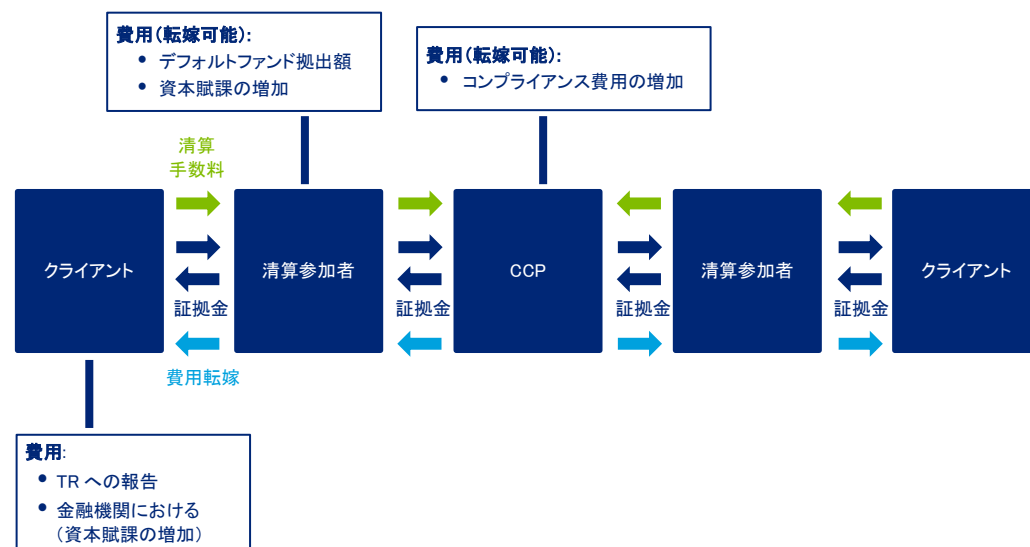 費用(転嫁可能):
• デフォルトファンド拠出額
• 資本賦課の増加
費用(転嫁可能):
• コンプライアンス費用の増加
清算
手数料
クライアント
清算参加者
CCP
清算参加者
クライアント
証拠金
証拠金
証拠金
証拠金
費用転嫁
費用:
• TR への報告
• 金融機関における
(資本賦課の増加)